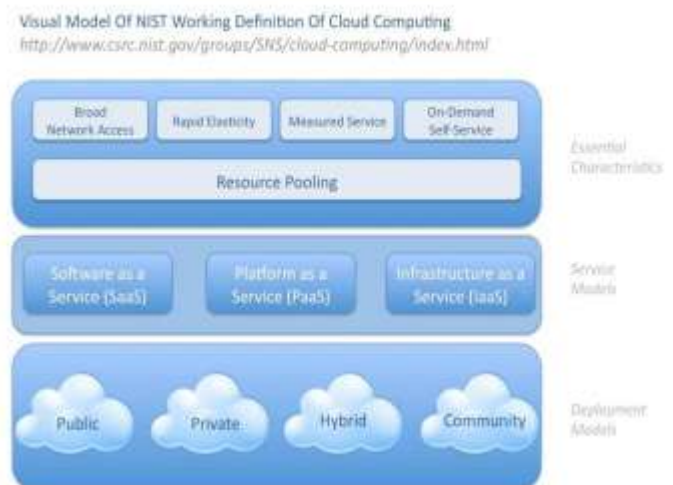 Visual Model Of NIST Working Definition Of Cloud Computing
http://www.csrc.nist.gov/groups/SNS/cloud-computing/index.html
Broad
Network Access
Rapid Elasticity
Measured Service
On-Demand
Self-Service
Resource Pooling
Essential
Characteristics
Software as a
Service (SaaS)
Platform as a
Service (PaaS)
Infrastructure as a
Service (IaaS)
Service
Models
Public
Private
Hybrid
Community
Deployment
Models